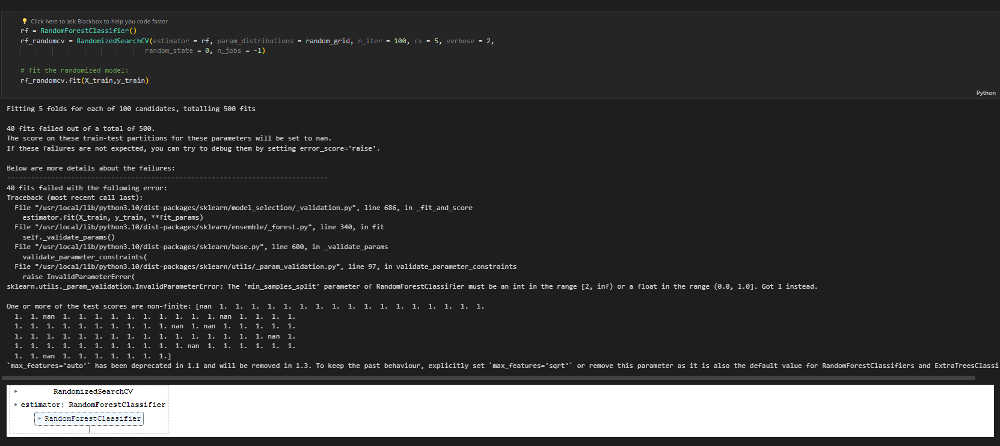 Click here to ask Blackbox to help you code faster
rf = RandomForestClassifier()
rf_randomcv = RandomizedSearchCV(estimator = rf, param_distributions = random_grid, n_iter = 100, cv = 5, verbose = 2,
random_state = 0, n_jobs = -1)
# fit the randomized model:
rf_randomcv.fit(X_train,y_train)
Python
Fitting 5 folds for each of 100 candidates, totalling 500 fits
40 fits failed out of a total of 500.
The score on these train-test partitions for these parameters will be set to nan.
If these failures are not expected, you can try to debug them by setting error_score='raise'.
Below are more details about the failures:
--------------------------------------------------------------------------------
40 fits failed with the following error:
Traceback (most recent call last):
File "/usr/local/lib/python3.10/dist-packages/sklearn/model_selection/_validation.py", line 686, in _fit_and_score
estimator.fit(X_train, y_train, **fit_params)
File "/usr/local/lib/python3.10/dist-packages/sklearn/ensemble/_forest.py", line 340, in fit
self._validate_params()
File "/usr/local/lib/python3.10/dist-packages/sklearn/base.py", line 600, in _validate_params
validate_parameter_constraints(
File "/usr/local/lib/python3.10/dist-packages/sklearn/utils/_param_validation.py", line 97, in validate_parameter_constraints
raise InvalidParameterError(
sklearn.utils._param_validation.InvalidParameterError: The 'min_samples_split' parameter of RandomForestClassifier must be an int in the range [2, inf) or a float in the range (0.0, 1.0]. Got 1 instead.
One or more of the test scores are non-finite: [nan 1. 1. 1. 1. 1. 1. 1. 1. 1. 1. 1. 1. 1. 1. 1. 1. 1.
1. 1. nan 1. 1. 1. 1. 1. 1. 1. 1. 1. 1. nan 1. 1. 1. 1.
1. 1. 1. 1. 1. 1. 1. 1. 1. 1. nan 1. nan 1. 1. 1. 1. 1.
1. 1. 1. 1. 1. 1. 1. 1. 1. 1. 1. 1. 1. 1. 1. 1. nan 1.
1. 1. 1. 1. 1. 1. 1. 1. 1. 1. 1. nan 1. 1. 1. 1. 1. 1.
1. 1. nan 1. 1. 1. 1. 1. 1. 1.]
`max_features='auto'` has been deprecated in 1.1 and will be removed in 1.3. To keep the past behaviour, explicitly set `max_features='sqrt'` or remove this parameter as it is also the default value for RandomForestClassifiers and ExtraTreesClassi
RandomizedSearchCV
estimator: RandomForestClassifier
RandomForestClassifier